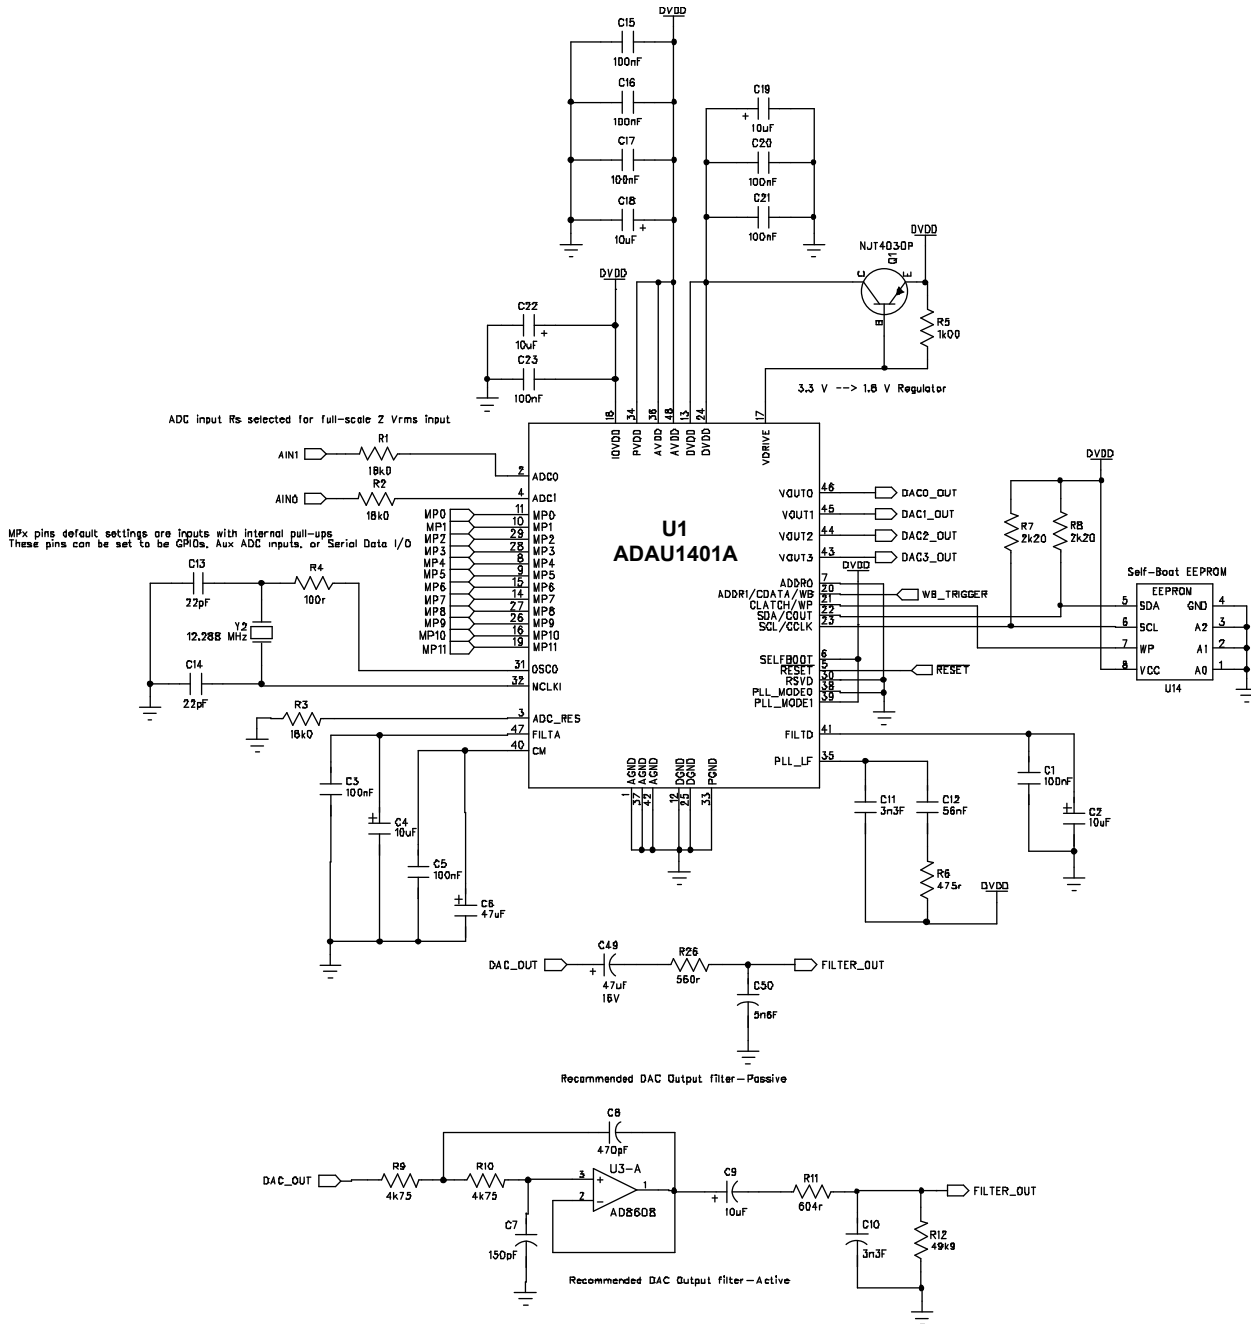 DVDD
C15
100nF
C16
100nF
C17
100nF
C18
10uF
+
C19
+
10uF
C20
100nF
C21
100nF
NJT4030P
Q1
DVDD
C
E
B
R5
1k00
3.3 V --> 1.8 V Regulator
DVDD
C22
10uF
+
C23
100nF
18
34
36
48
13
24
17
IOVDD
PVDD
AVDD
AVDD
DVDD
DVDD
VDRIVE
ADC input Rs selected for full-scale 2 Vrms input
AIN1
R1
18k0
2
ADC0
AIN0
R2
18k0
4
ADC1
MPx pins default settings are inputs with internal pull-ups
These pins can be set to be GPIOs, Aux ADC inputs, or Serial Data I/O
MP0 11 MP0
MP1 10 MP1
MP2 29 MP2
MP3 28 MP3
MP4 8 MP4
MP5 9 MP5
MP6 15 MP6
MP7 14 MP7
MP8 27 MP8
MP9 26 MP9
MP10 16 MP10
MP11 19 MP11
U1
ADAU1401A
C13
22pF
R4
100r
Y2
12.288 MHz
C14
22pF
31
OSCO
32
MCLKI
R3
18k0
3
ADC_RES
47
FILTA
40
CM
C3
100nF
+
C4
10uF
C5
100nF
+
C6
47uF
AGND
AGND
AGND
DGND
DGND
PGND
1
37
42
12
25
33
VOUT0 46 DAC0_OUT
VOUT1 45 DAC1_OUT
VOUT2 44 DAC2_OUT
VOUT3 43 DAC3_OUT
DVDD
ADDR0 7
ADDR1/CDATA/WB 20 WB_TRIGGER
CLATCH/WP 21
SDA/COUT 22
SCL/CCLK 23
SELFBOOT 6
RESET 5 RESET
RSVD 30
PLL_MODE0 38
PLL_MODE1 39
FILTD 41
PLL_LF 35
DVDD
R7
2k20
R8
2k20
Self-Boot EEPROM
EEPROM
5 SDA GND 4
6 SCL A2 3
7 WP A1 2
8 VCC A0 1
U14
C11
3n3F
C12
56nF
R6
475r
DVDD
C1
100nF
+
C2
10uF
DAC_OUT
C49
+
47uF
16V
R26
560r
C50
5n6F
FILTER_OUT
Recommended DAC Output filter-Passive
DAC_OUT
R9
4k75
R10
4k75
C8
470pF
C7
150pF
U3-A
3
+
2
−
1
AD8608
C9
+
10uF
R11
604r
C10
3n3F
R12
49k9
FILTER_OUT
Recommended DAC Output filter-Active